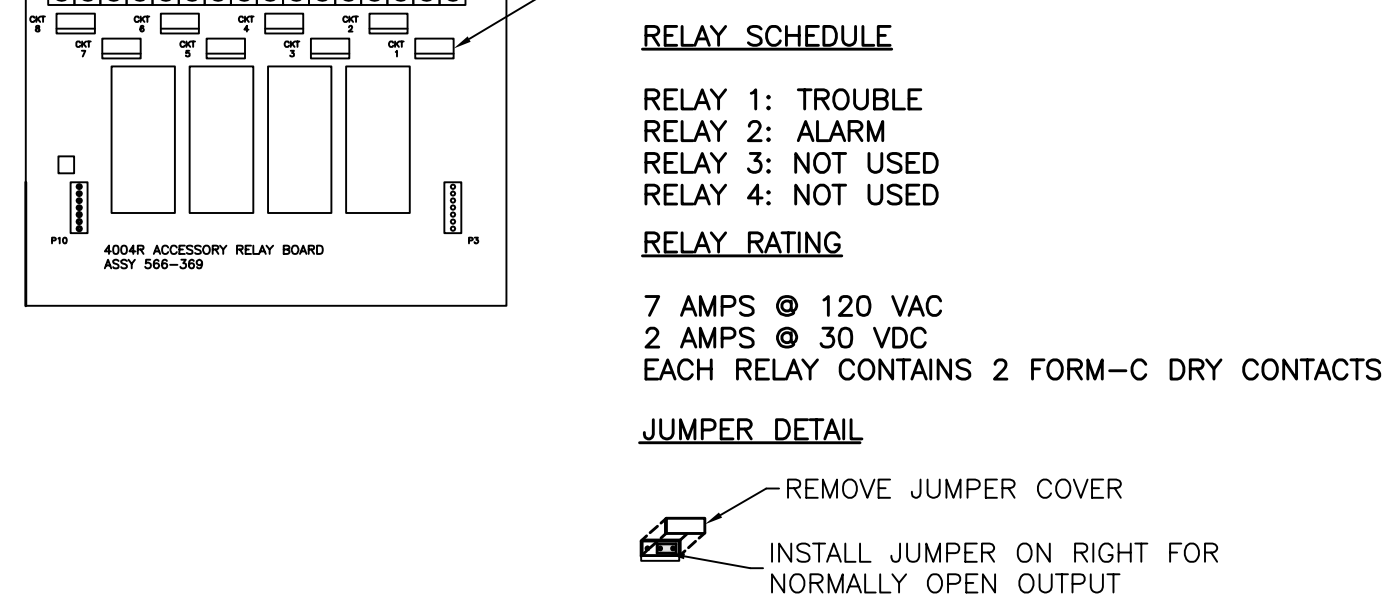 CKT 8
CKT 6
CKT 4
CKT 2
CKT 7
CKT 5
CKT 3
CKT 1
P10
P3
4004R ACCESSORY RELAY BOARD
ASSY 566-369
RELAY SCHEDULE
RELAY 1: TROUBLE
RELAY 2: ALARM
RELAY 3: NOT USED
RELAY 4: NOT USED
RELAY RATING
7 AMPS @ 120 VAC
2 AMPS @ 30 VDC
EACH RELAY CONTAINS 2 FORM-C DRY CONTACTS
JUMPER DETAIL
REMOVE JUMPER COVER
INSTALL JUMPER ON RIGHT FOR
NORMALLY OPEN OUTPUT